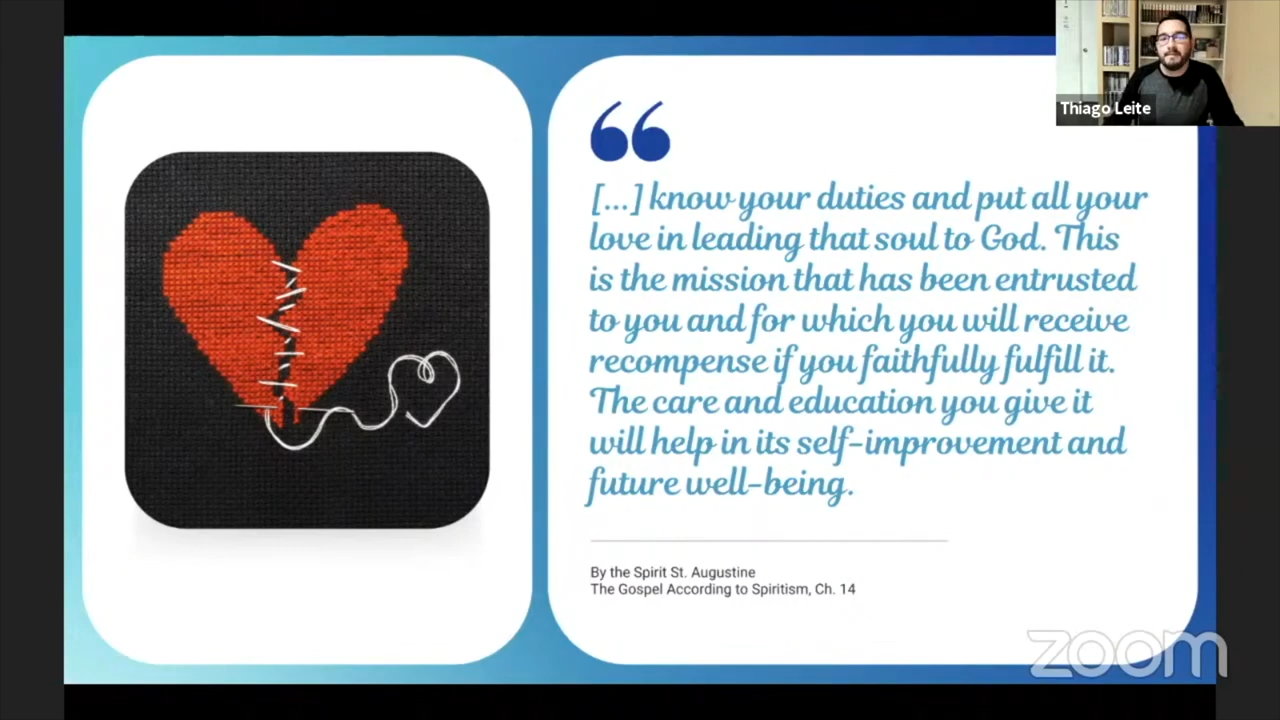 Thiago Leite
“
[...] know your duties and put all your
love in leading that soul to God. This
is the mission that has been entrusted
to you and for which you will receive
recompense if you faithfully fulfill it.
The care and education you give it
will help in its self-improvement and
future well-being.
By the Spirit St. Augustine
The Gospel According to Spiritism, Ch. 14
zoom